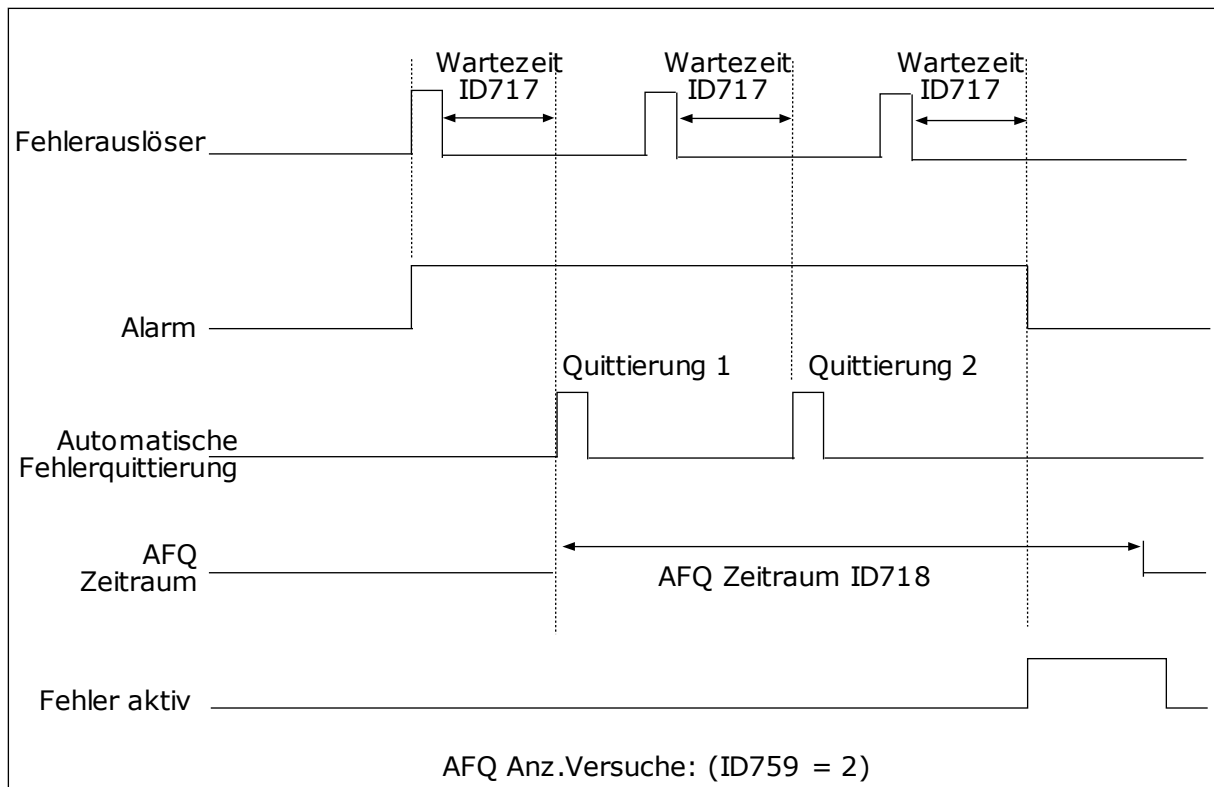 Wartezeit
ID717
Wartezeit
ID717
Wartezeit
ID717
Fehlerauslöser
Alarm
Quittierung 1
Quittierung 2
Automatische
Fehlerquittierung
AFQ
Zeitraum
AFQ Zeitraum ID718
Fehler aktiv
AFQ Anz.Versuche: (ID759 = 2)